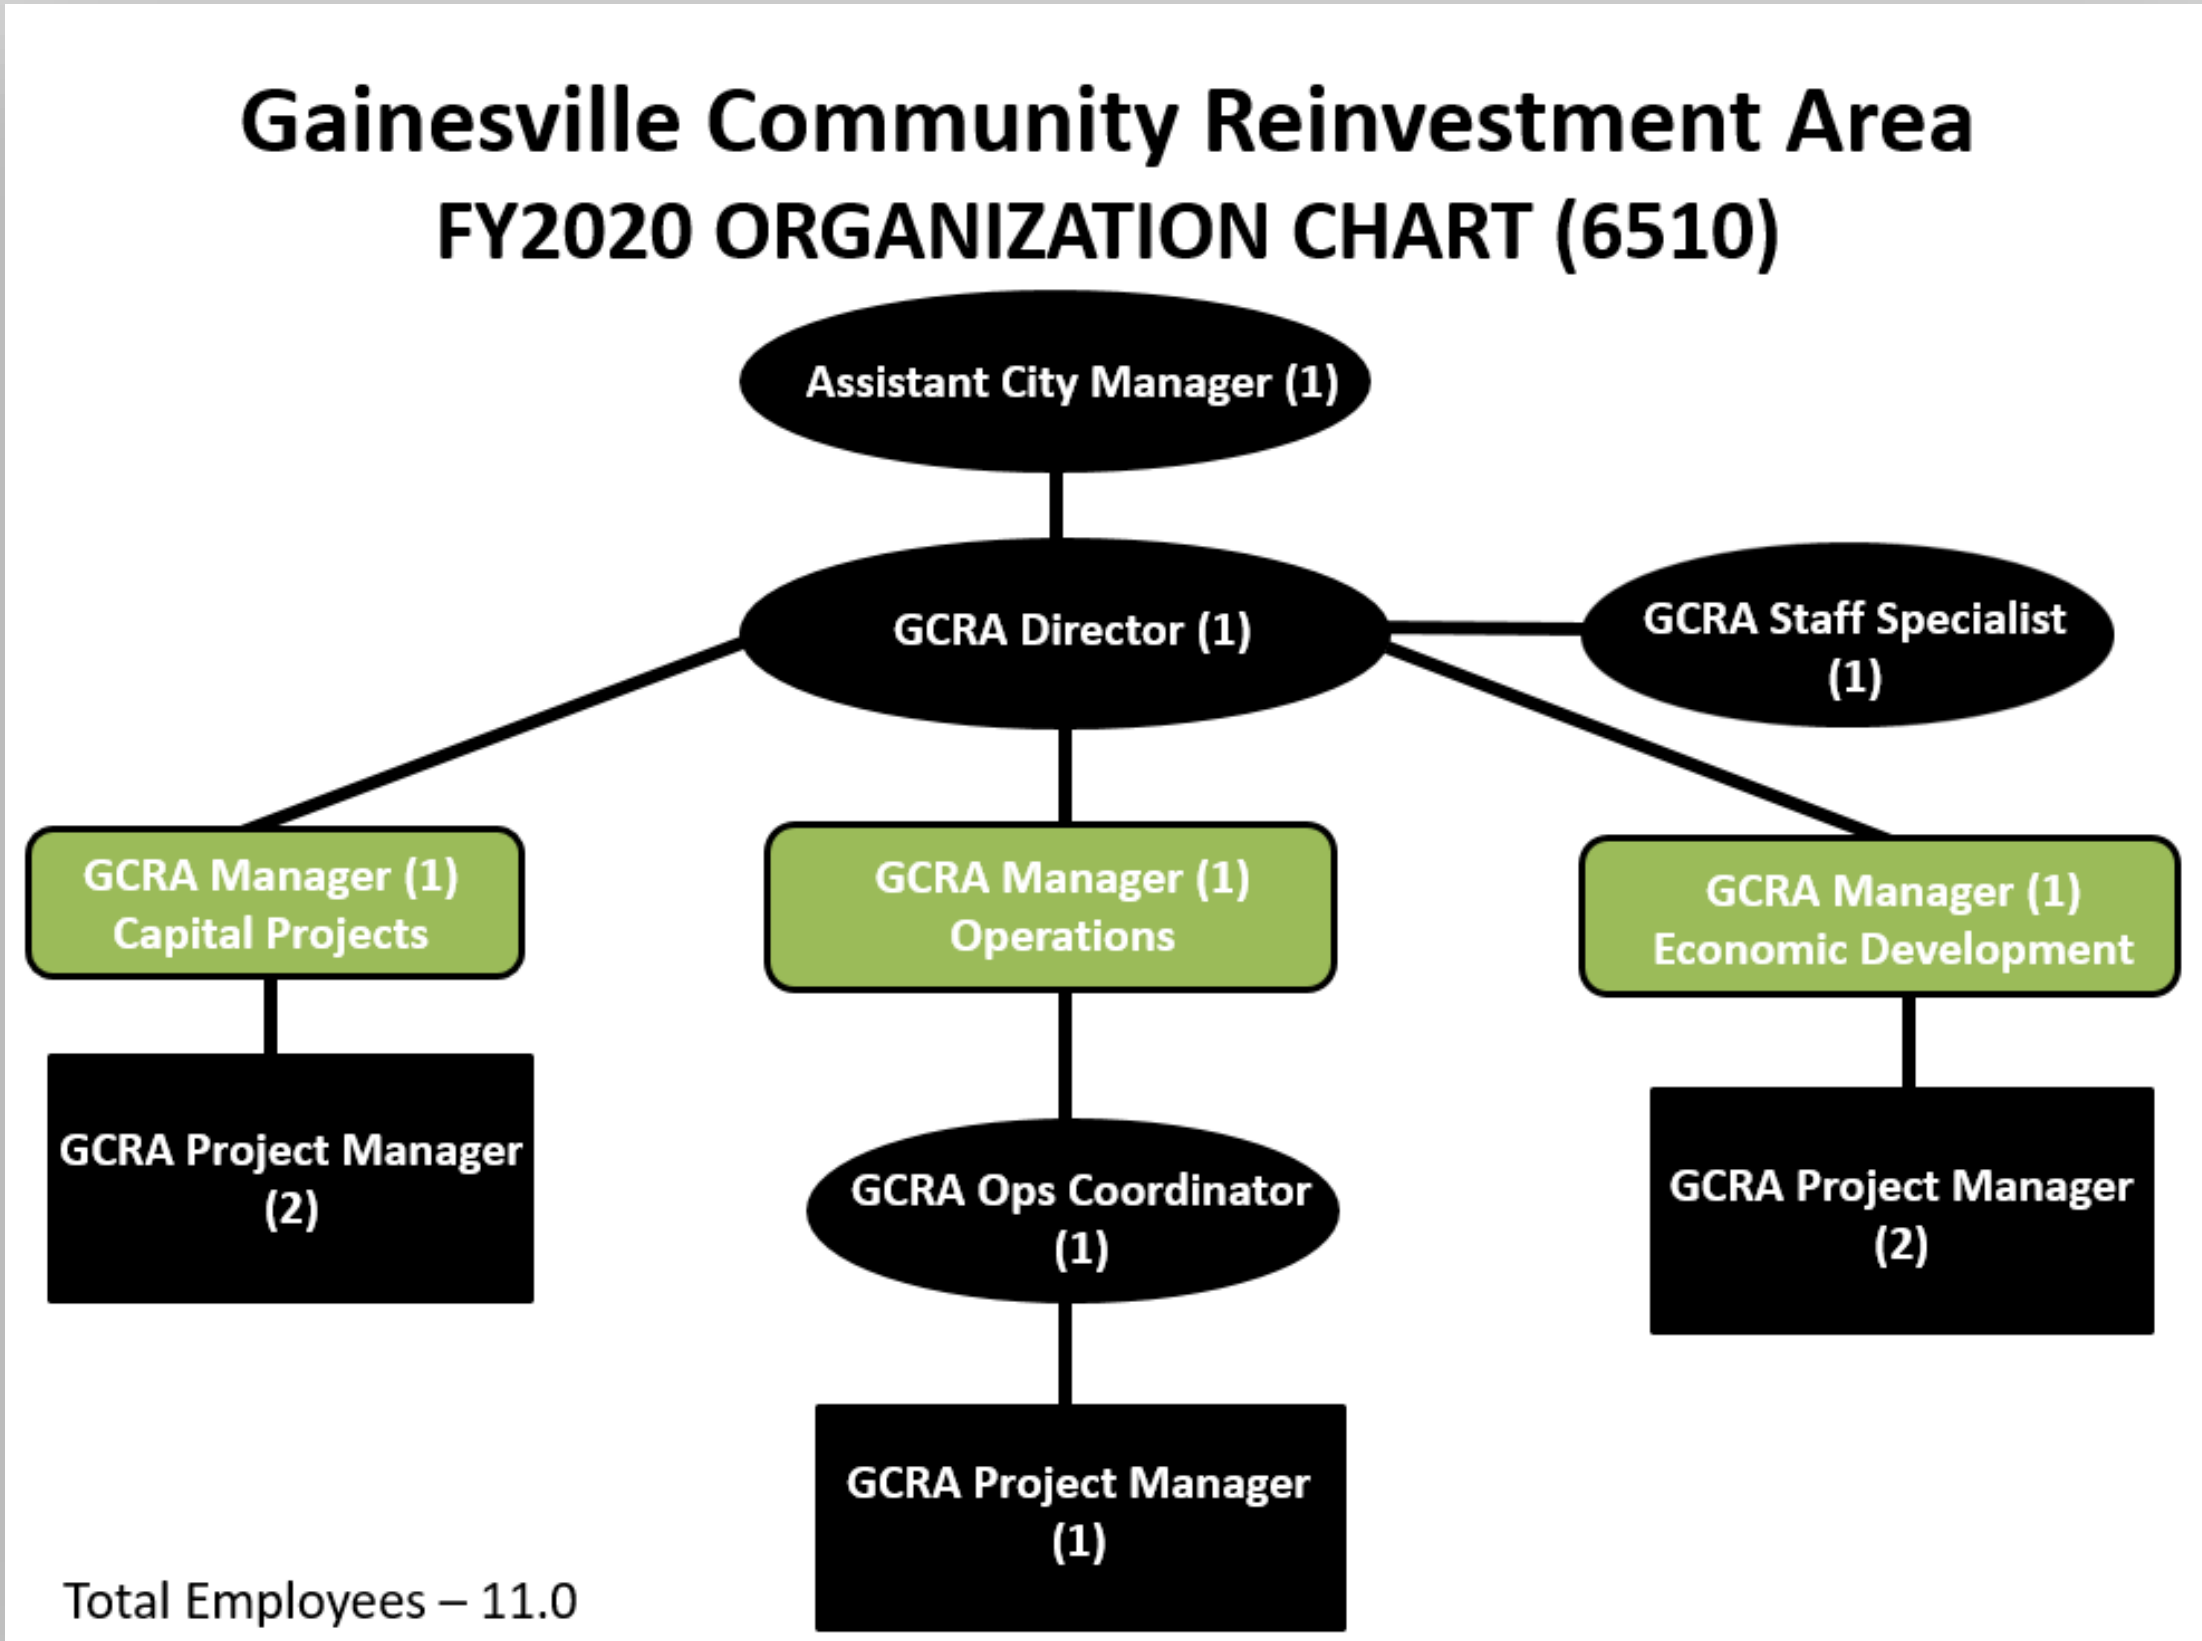 Gainesville Community Reinvestment Area
FY2020 ORGANIZATION CHART (6510)
Assistant City Manager (1)
GCRA Director (1)
GCRA Staff Specialist
(1)
GCRA Manager (1)
Capital Projects
GCRA Manager (1)
Operations
GCRA Manager (1)
Economic Development
GCRA Project Manager
(2)
GCRA Ops Coordinator
(1)
GCRA Project Manager
(2)
GCRA Project Manager
(1)
Total Employees – 11.0